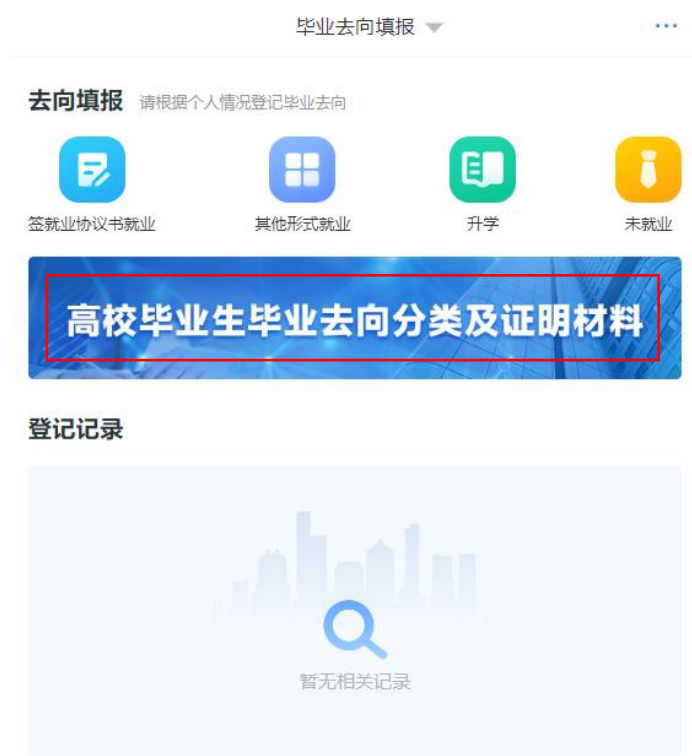 毕业去向填报
去向填报 请根据个人情况登记毕业去向
签就业协议书就业 其他形式就业 升学 未就业
高校毕业生毕业去向分类及证明材料
登记记录
暂无相关记录